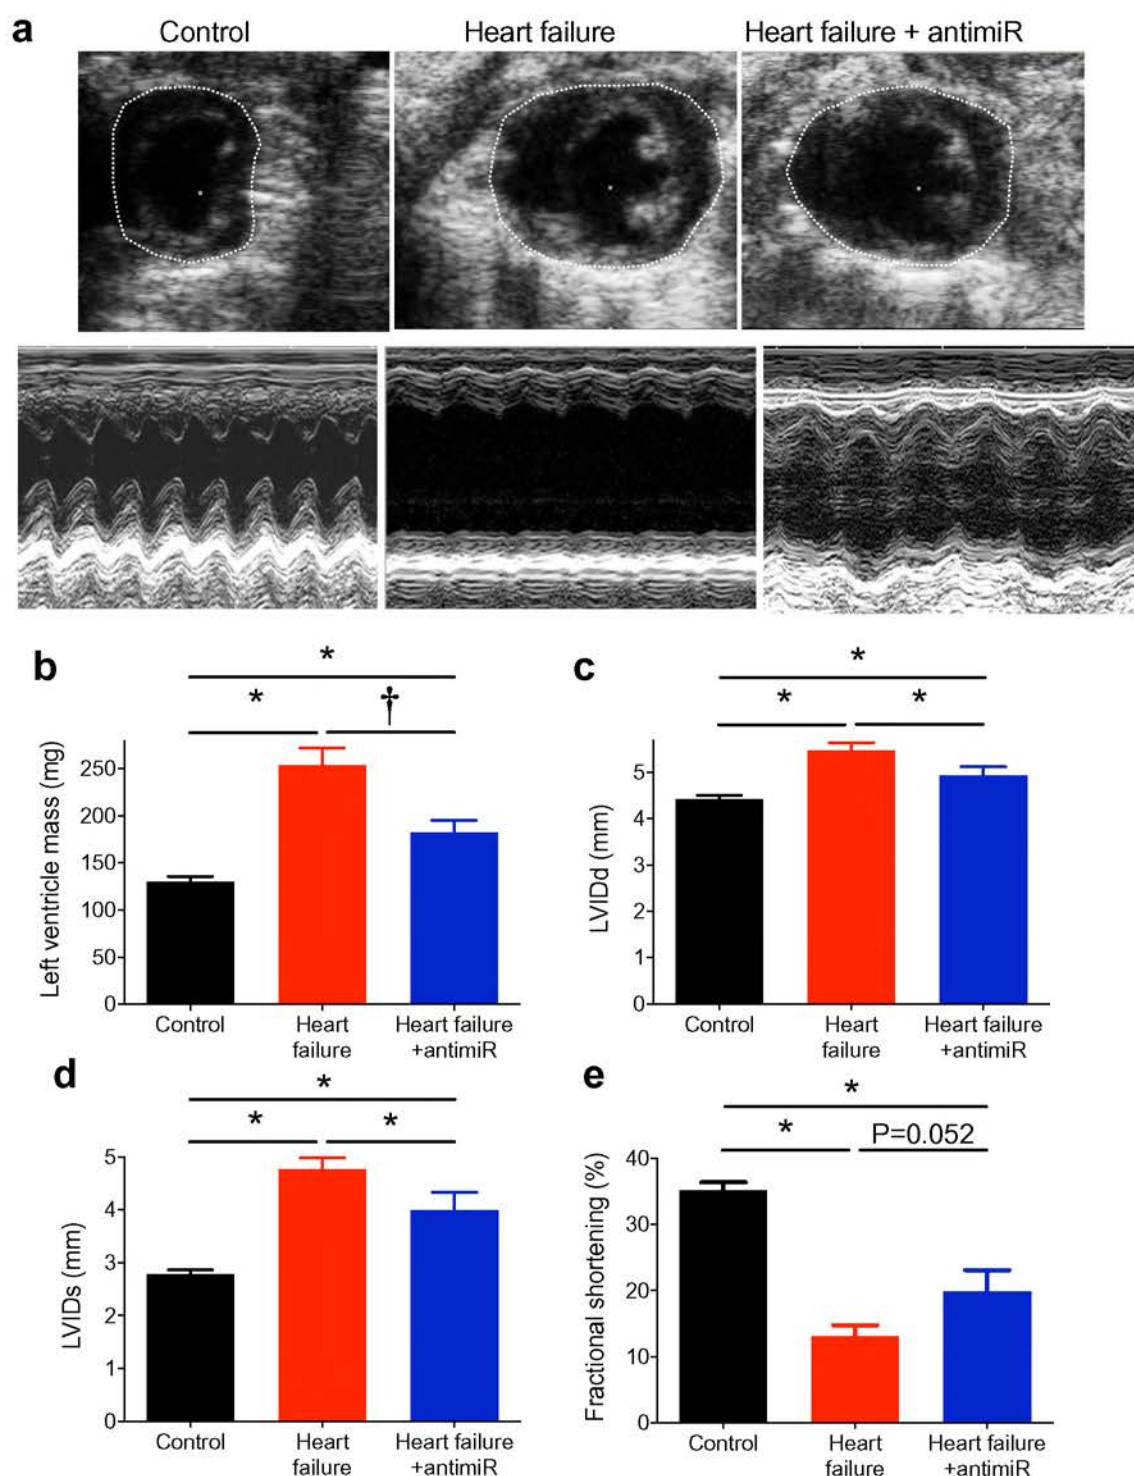 a
Control
Heart failure
Heart failure + antimiR
b
*
*
†
Left ventricle mass (mg)
250
200
150
100
50
0
Control
Heart
failure
Heart failure
+antimiR
c
*
*
*
LVIDd (mm)
5
4
3
2
1
0
Control
Heart
failure
Heart failure
+antimiR
d
*
*
*
LVIDs (mm)
5
4
3
2
1
0
Control
Heart
failure
Heart failure
+antimiR
e
*
*
P=0.052
Fractional shortening (%)
40
30
20
10
0
Control
Heart
failure
Heart failure
+antimiR